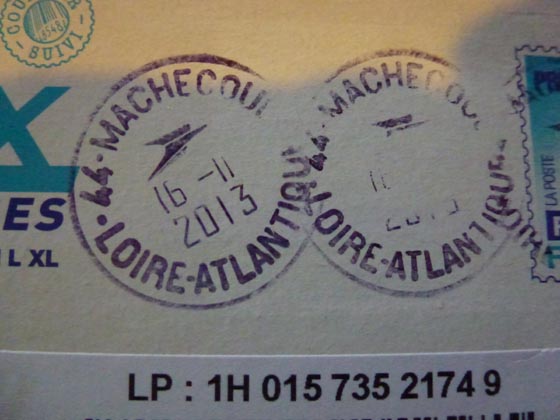 SUIVI
44-MACHECOU
16-11
2013
LOIRE-ATLANTIQUE
44-MACHECOU
LOIRE-ATLANTIQUE
LA POSTE
ES
L XL
LP : 1H 015 735 2174 9